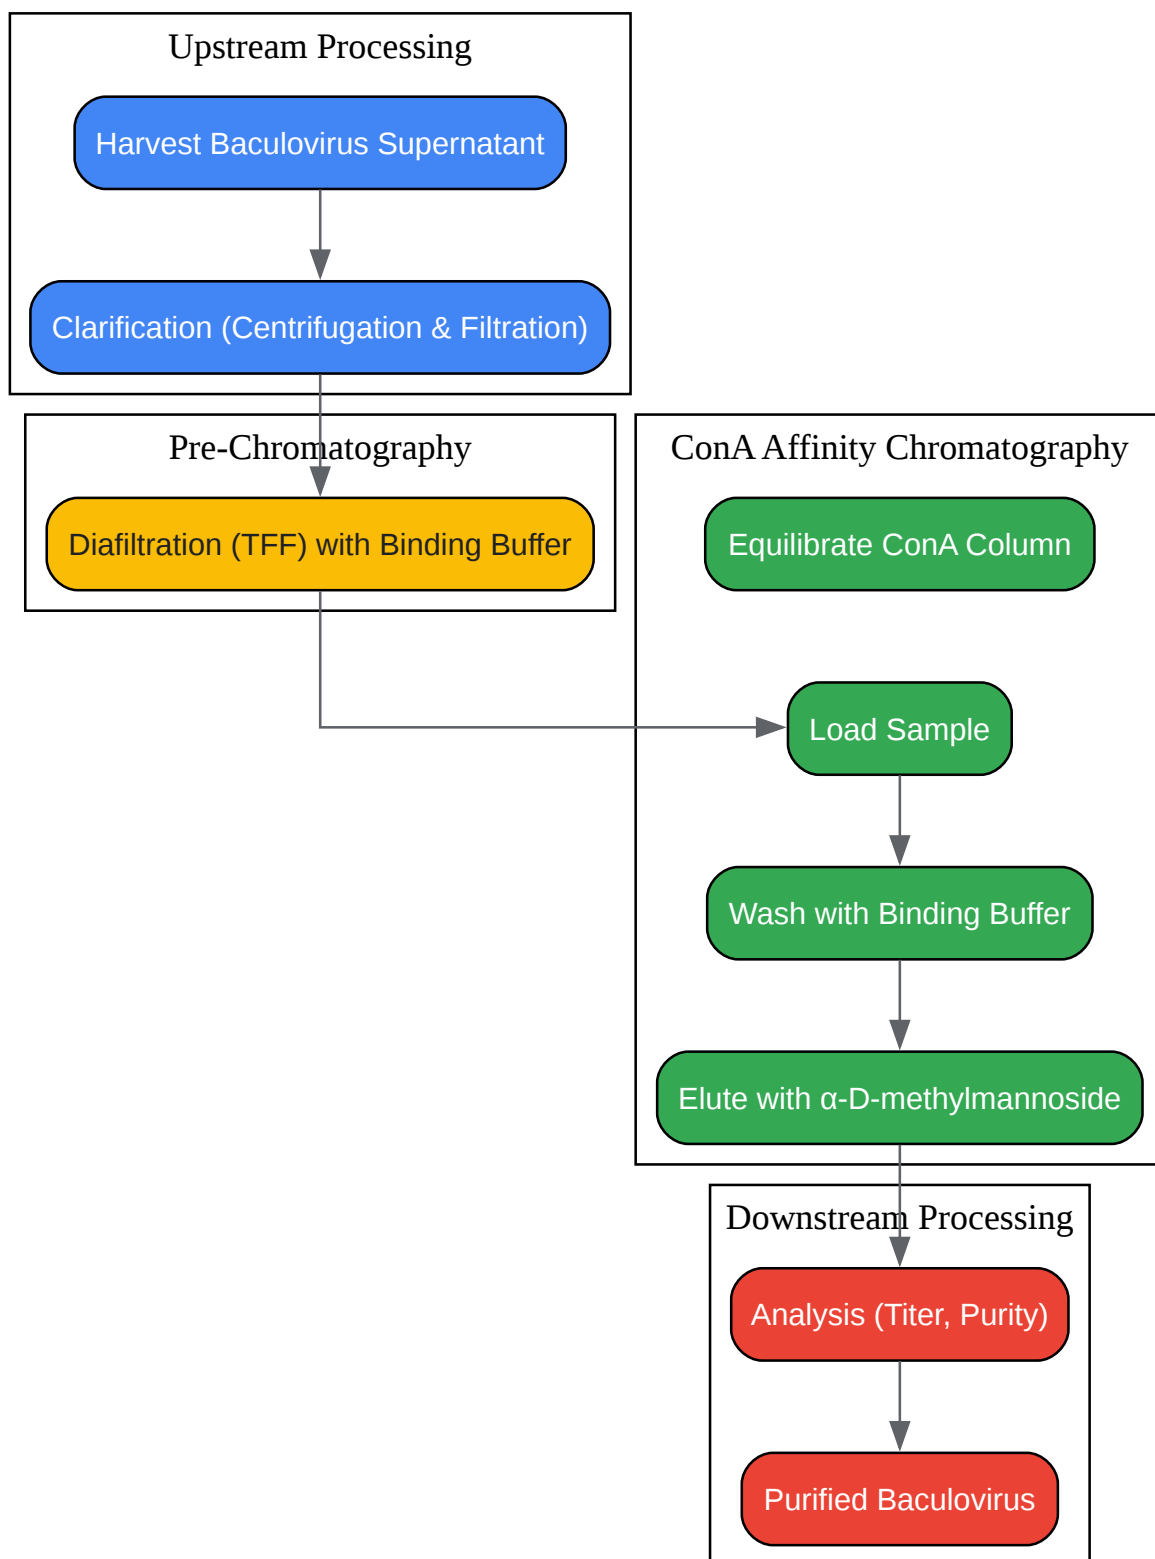 Upstream Processing
Harvest Baculovirus Supernatant
Clarification (Centrifugation & Filtration)
Pre-Chromatography
Diafiltration (TFF) with Binding Buffer
ConA Affinity Chromatography
Equilibrate ConA Column
Load Sample
Wash with Binding Buffer
Elute with α-D-methylmannoside
Downstream Processing
Analysis (Titer, Purity)
Purified Baculovirus